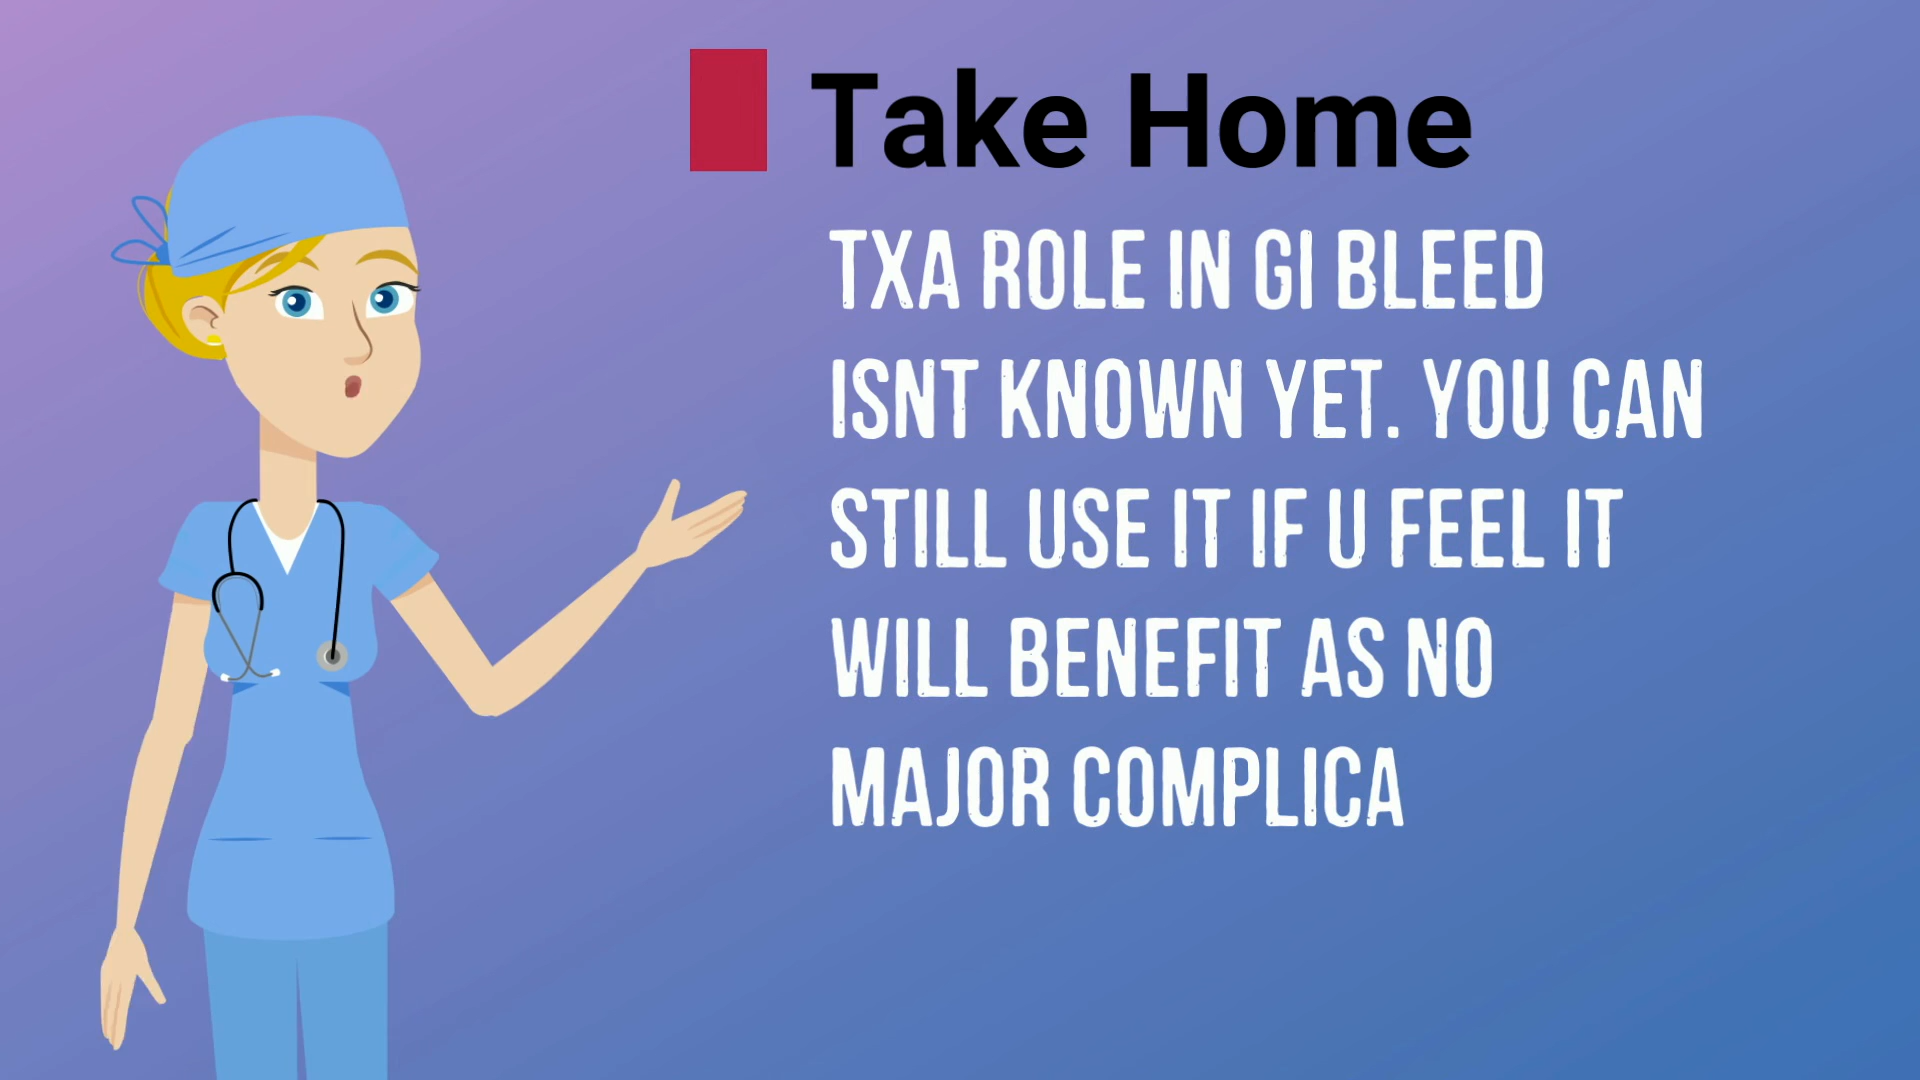 Take Home
TXA ROLE IN GI BLEED
ISNT KNOWN YET. YOU CAN
STILL USE IT IF U FEEL IT
WILL BENEFIT AS NO
MAJOR COMPLICA